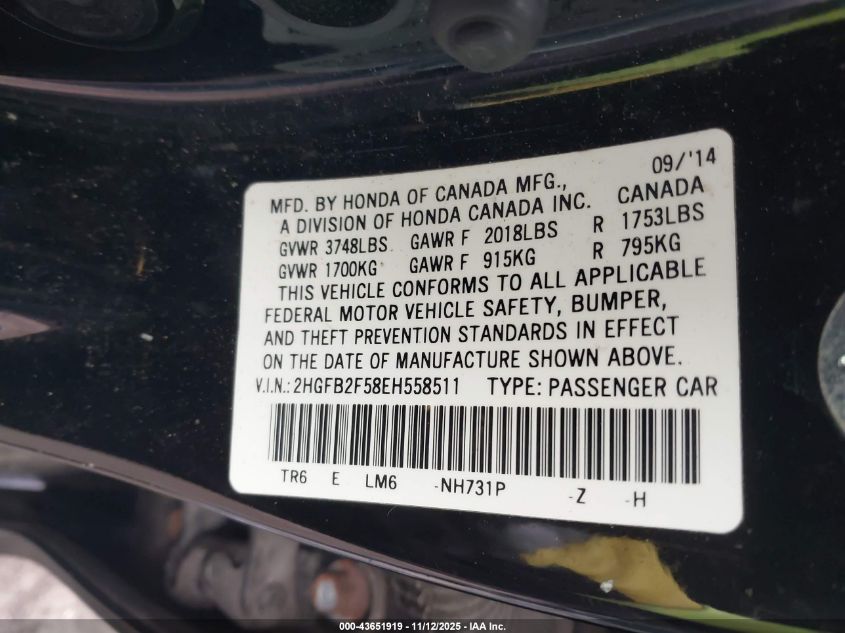 09/'14
MFD. BY HONDA OF CANADA MFG., CANADA
A DIVISION OF HONDA CANADA INC.
GVWR 3748LBS GAWR F 2018LBS R 1753LBS
GVWR 1700KG GAWR F 915KG R 795KG
THIS VEHICLE CONFORMS TO ALL APPLICABLE
FEDERAL MOTOR VEHICLE SAFETY, BUMPER,
AND THEFT PREVENTION STANDARDS IN EFFECT
ON THE DATE OF MANUFACTURE SHOWN ABOVE.
V.I.N.: 2HGFB2F58EH558511 TYPE: PASSENGER CAR
TR6 E LM6 -NH731P -Z -H
000-43651919 - 11/12/2025 - IAA Inc.